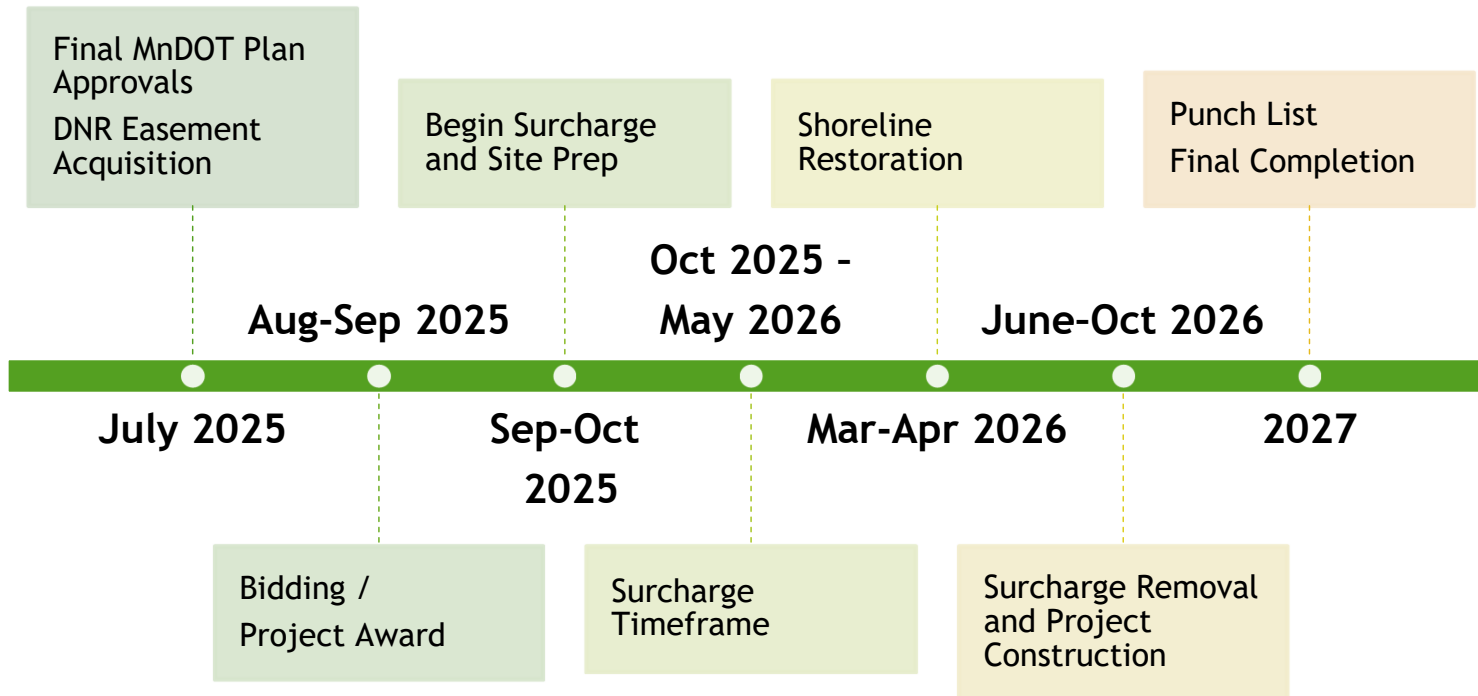 Final MnDOT Plan
Approvals
DNR Easement
Acquisition
Begin Surcharge
and Site Prep
Shoreline
Restoration
Punch List
Final Completion
Aug-Sep 2025
Oct 2025 –
May 2026
June-Oct 2026
July 2025
Sep-Oct
2025
Mar-Apr 2026
2027
Bidding /
Project Award
Surcharge
Timeframe
Surcharge Removal
and Project
Construction